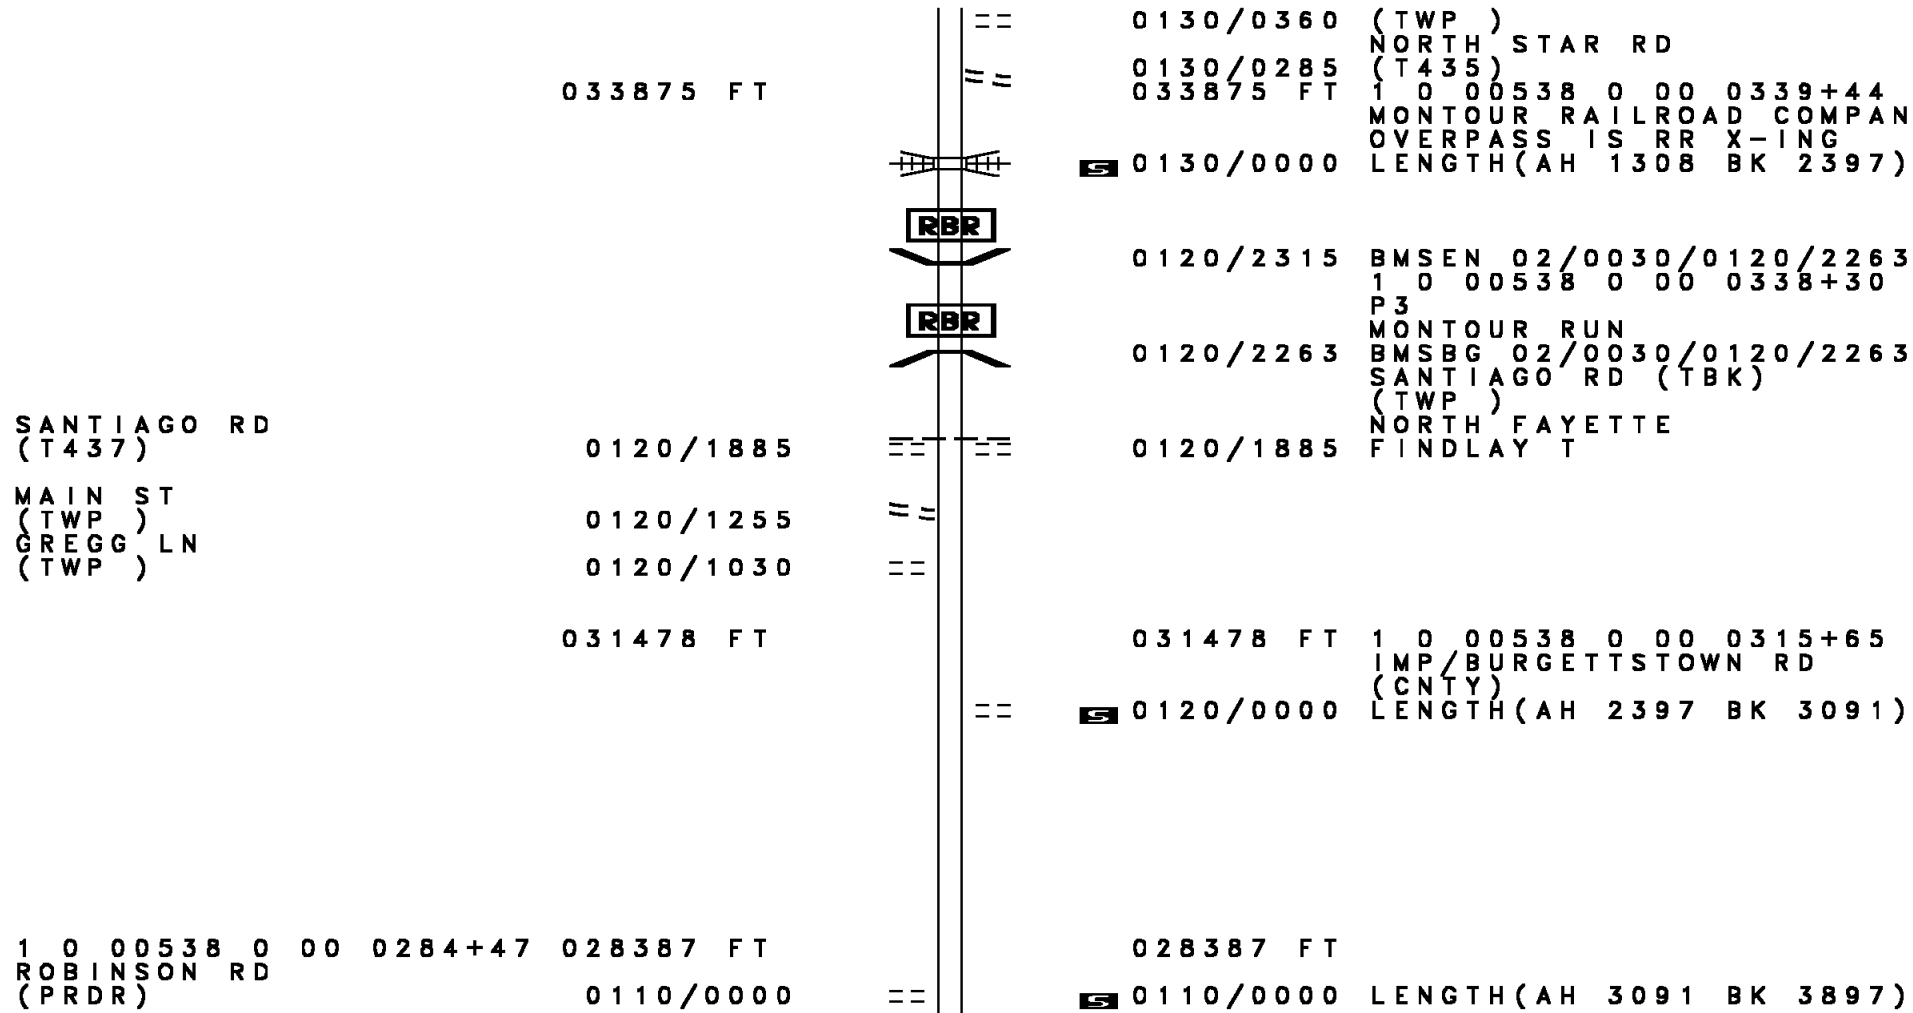 0130/0360 (TWP )
NORTH STAR RD
0130/0285 (T435)
033875 FT 033875 FT 1 0 00538 0 00 0339+44
MONTOUR RAILROAD COMPAN
OVERPASS IS RR X-ING
S 0130/0000 LENGTH(AH 1308 BK 2397)
RBR
0120/2315 BMSEN 02/0030/0120/2263
1 0 00538 0 00 0338+30
RBR P3
MONTOUR RUN
0120/2263 BMSBG 02/0030/0120/2263
SANTIAGO RD (TBK)
(TWP )
SANTIAGO RD NORTH FAYETTE
(T437) 0120/1885 0120/1885 FINDLAY T
MAIN ST
(TWP ) 0120/1255
GREGG LN
(TWP ) 0120/1030
031478 FT 031478 FT 1 0 00538 0 00 0315+65
IMP/BURGETTSTOWN RD
(CNTY)
S 0120/0000 LENGTH(AH 2397 BK 3091)
1 0 00538 0 00 0284+47 028387 FT 028387 FT
ROBINSON RD
(PRDR) 0110/0000 S 0110/0000 LENGTH(AH 3091 BK 3897)